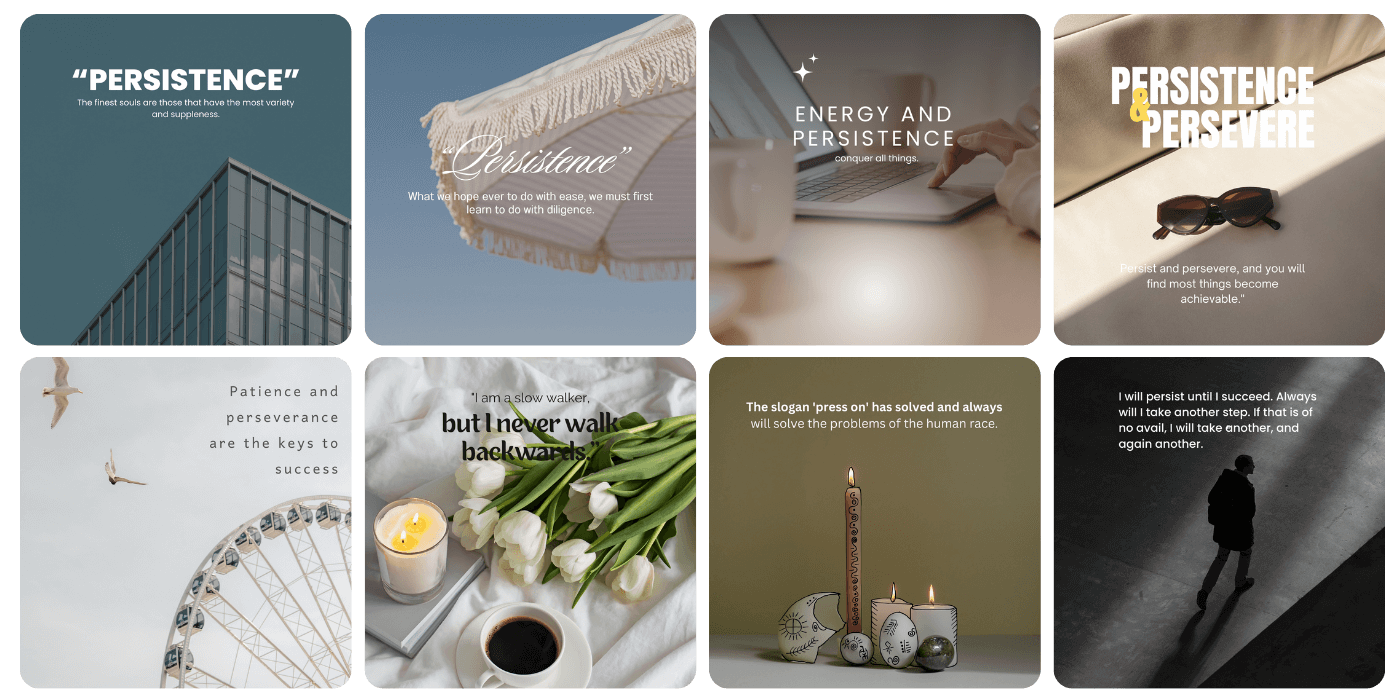 “PERSISTENCE”
The finest souls are those that have the most variety
and suppleness.
“Persistence”
What we hope ever to do with ease, we must first
learn to do with diligence.
ENERGY AND
PERSISTENCE
conquer all things.
PERSISTENCE
&
PERSEVERE
Persist and persevere, and you will
find most things become
achievable."
Patience and
perseverance
are the keys to
success
"I am a slow walker,
but I never walk
backwards."
The slogan 'press on' has solved and always
will solve the problems of the human race.
I will persist until I succeed. Always
will I take another step. If that is of
no avail, I will take another, and
again another.